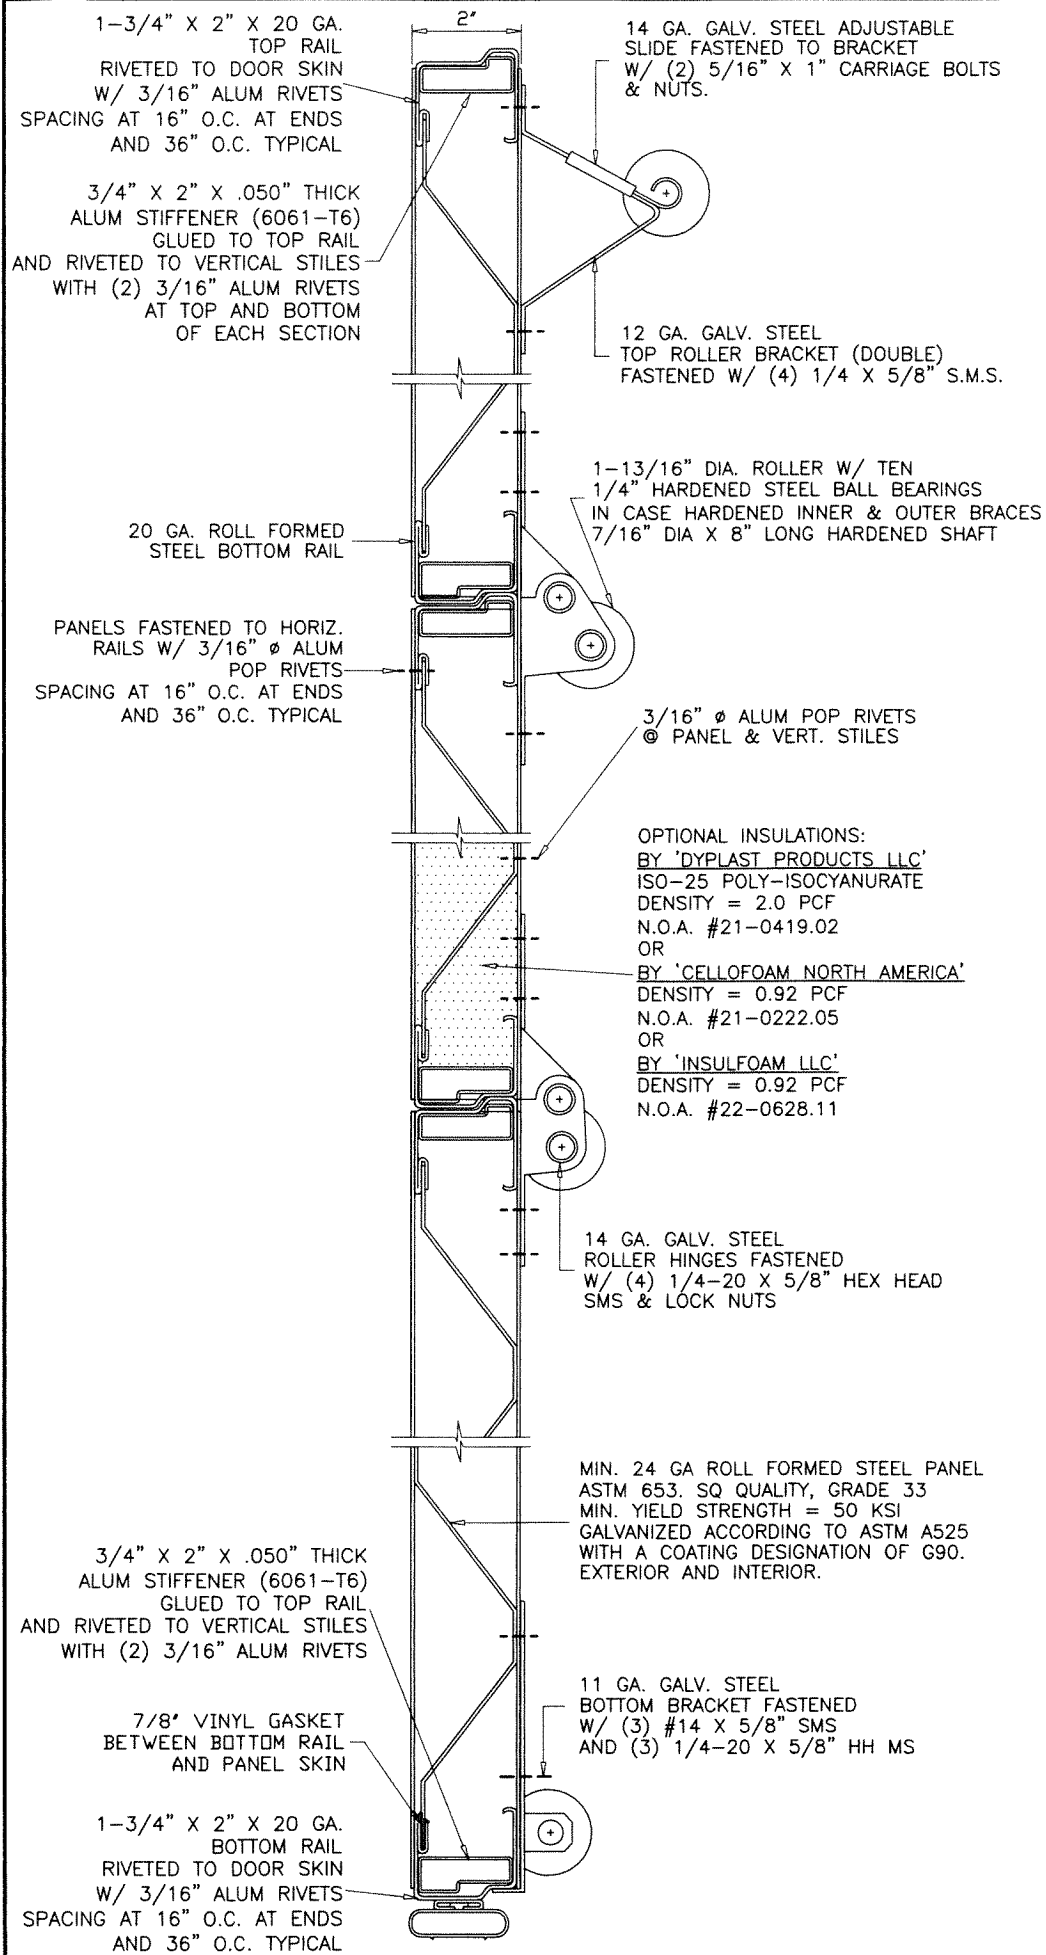 2"
1-3/4" X 2" X 20 GA.
TOP RAIL
RIVETED TO DOOR SKIN
W/ 3/16" ALUM RIVETS
SPACING AT 16" O.C. AT ENDS
AND 36" O.C. TYPICAL
14 GA. GALV. STEEL ADJUSTABLE
SLIDE FASTENED TO BRACKET
W/ (2) 5/16" X 1" CARRIAGE BOLTS
& NUTS.
3/4" X 2" X .050" THICK
ALUM STIFFENER (6061-T6)
GLUED TO TOP RAIL
AND RIVETED TO VERTICAL STILES
WITH (2) 3/16" ALUM RIVETS
AT TOP AND BOTTOM
OF EACH SECTION
12 GA. GALV. STEEL
TOP ROLLER BRACKET (DOUBLE)
FASTENED W/ (4) 1/4 X 5/8" S.M.S.
1-13/16" DIA. ROLLER W/ TEN
1/4" HARDENED STEEL BALL BEARINGS
IN CASE HARDENED INNER & OUTER BRACES
7/16" DIA X 8" LONG HARDENED SHAFT
20 GA. ROLL FORMED
STEEL BOTTOM RAIL
PANELS FASTENED TO HORIZ.
RAILS W/ 3/16" ø ALUM
POP RIVETS
SPACING AT 16" O.C. AT ENDS
AND 36" O.C. TYPICAL
3/16" ø ALUM POP RIVETS
@ PANEL & VERT. STILES
OPTIONAL INSULATIONS:
BY 'DYPLAST PRODUCTS LLC'
ISO-25 POLY-ISOCYANURATE
DENSITY = 2.0 PCF
N.O.A. #21-0419.02
OR
BY 'CELLOFOAM NORTH AMERICA'
DENSITY = 0.92 PCF
N.O.A. #21-0222.05
OR
BY 'INSULFOAM LLC'
DENSITY = 0.92 PCF
N.O.A. #22-0628.11
14 GA. GALV. STEEL
ROLLER HINGES FASTENED
W/ (4) 1/4-20 X 5/8" HEX HEAD
SMS & LOCK NUTS
MIN. 24 GA ROLL FORMED STEEL PANEL
ASTM 653. SQ QUALITY, GRADE 33
MIN. YIELD STRENGTH = 50 KSI
GALVANIZED ACCORDING TO ASTM A525
WITH A COATING DESIGNATION OF G90.
EXTERIOR AND INTERIOR.
3/4" X 2" X .050" THICK
ALUM STIFFENER (6061-T6)
GLUED TO TOP RAIL
AND RIVETED TO VERTICAL STILES
WITH (2) 3/16" ALUM RIVETS
11 GA. GALV. STEEL
BOTTOM BRACKET FASTENED
W/ (3) #14 X 5/8" SMS
AND (3) 1/4-20 X 5/8" HH MS
7/8' VINYL GASKET
BETWEEN BOTTOM RAIL
AND PANEL SKIN
1-3/4" X 2" X 20 GA.
BOTTOM RAIL
RIVETED TO DOOR SKIN
W/ 3/16" ALUM RIVETS
SPACING AT 16" O.C. AT ENDS
AND 36" O.C. TYPICAL